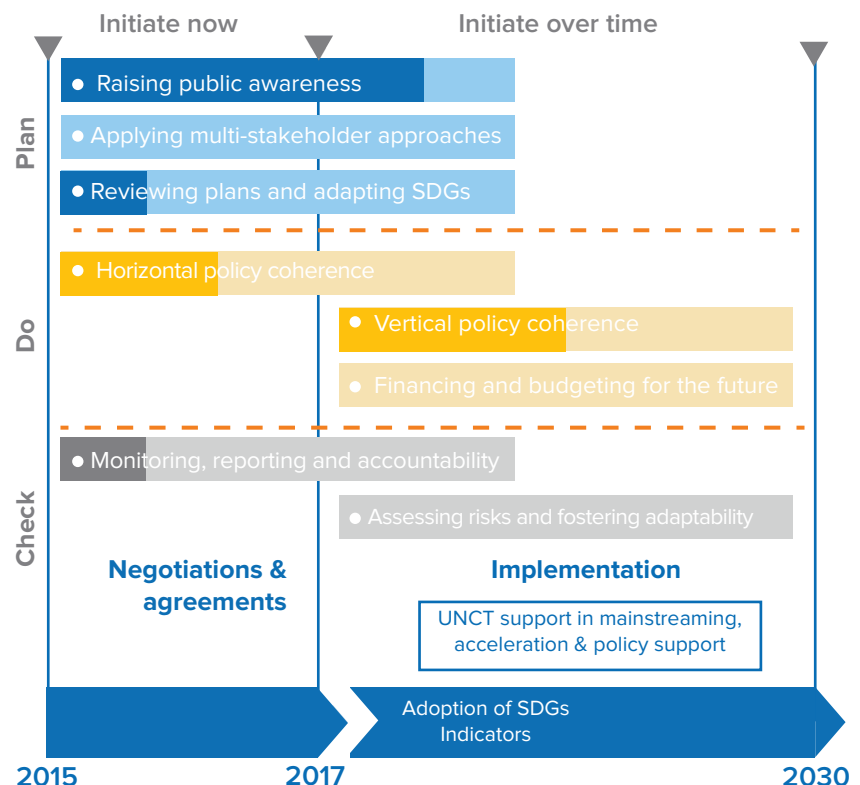 Initiate now
Initiate over time
Plan
Raising public awareness
Applying multi-stakeholder approaches
Reviewing plans and adapting SDGs
Do
Horizontal policy coherence
Vertical policy coherence
Financing and budgeting for the future
Check
Monitoring, reporting and accountability
Assessing risks and fostering adaptability
Negotiations &
agreements
Implementation
UNCT support in mainstreaming,
acceleration & policy support
Adoption of SDGs
Indicators
2015
2017
2030